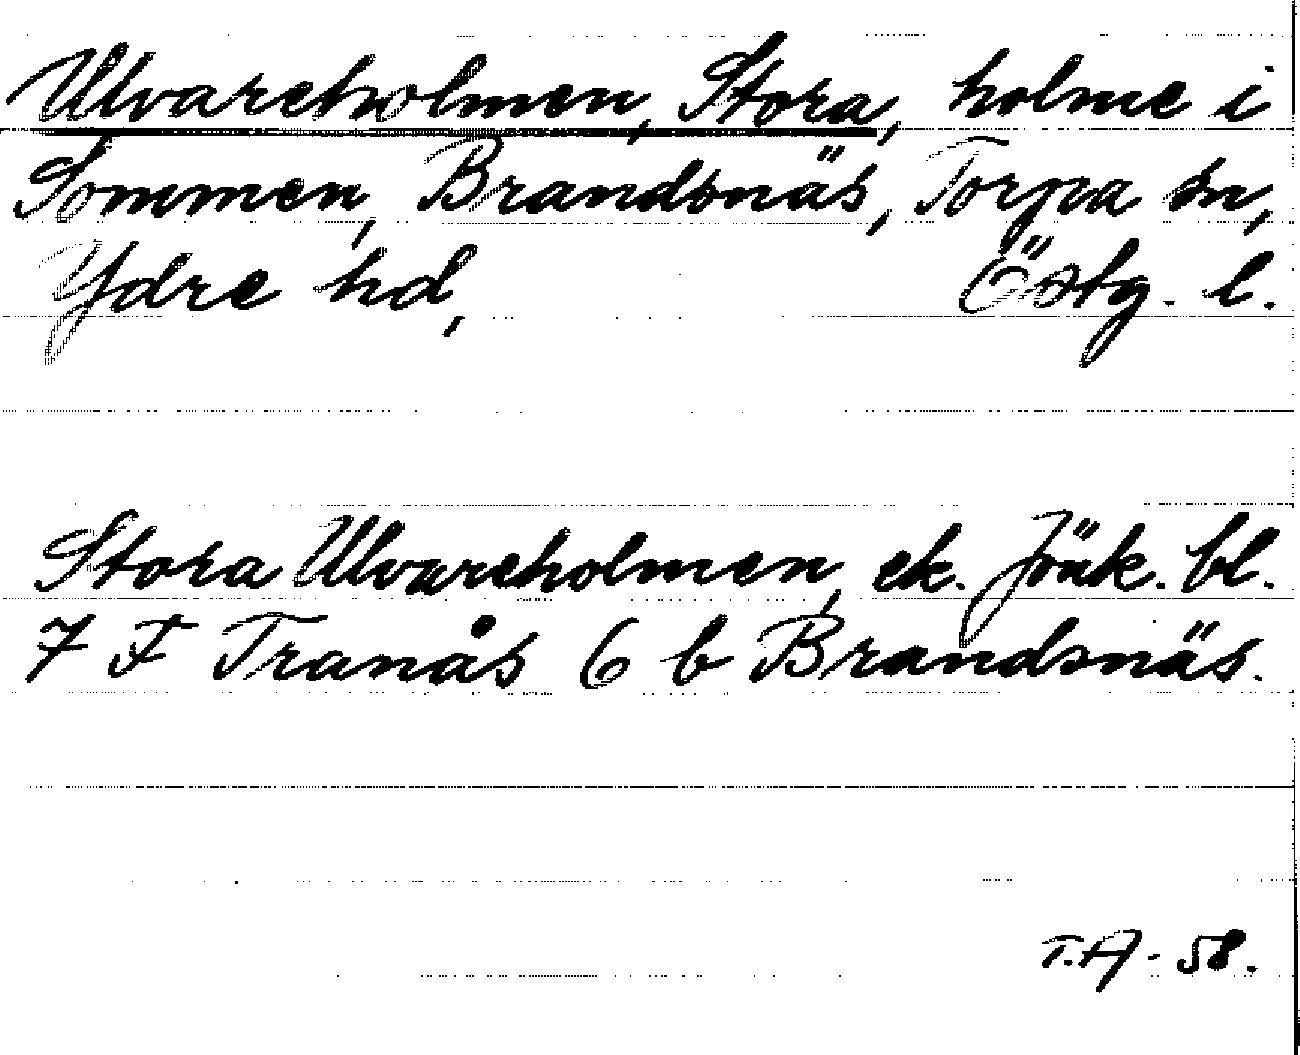 Ulvareholmen, Stora, holme i
Sommen, Brandsnäs, Torpa sn,
Ydre hd, Östg. l.
Stora Ulvareholmen, ek. Jönk. bl.
7 F Tranås 6 b Brandsnäs.
T.A - 58.